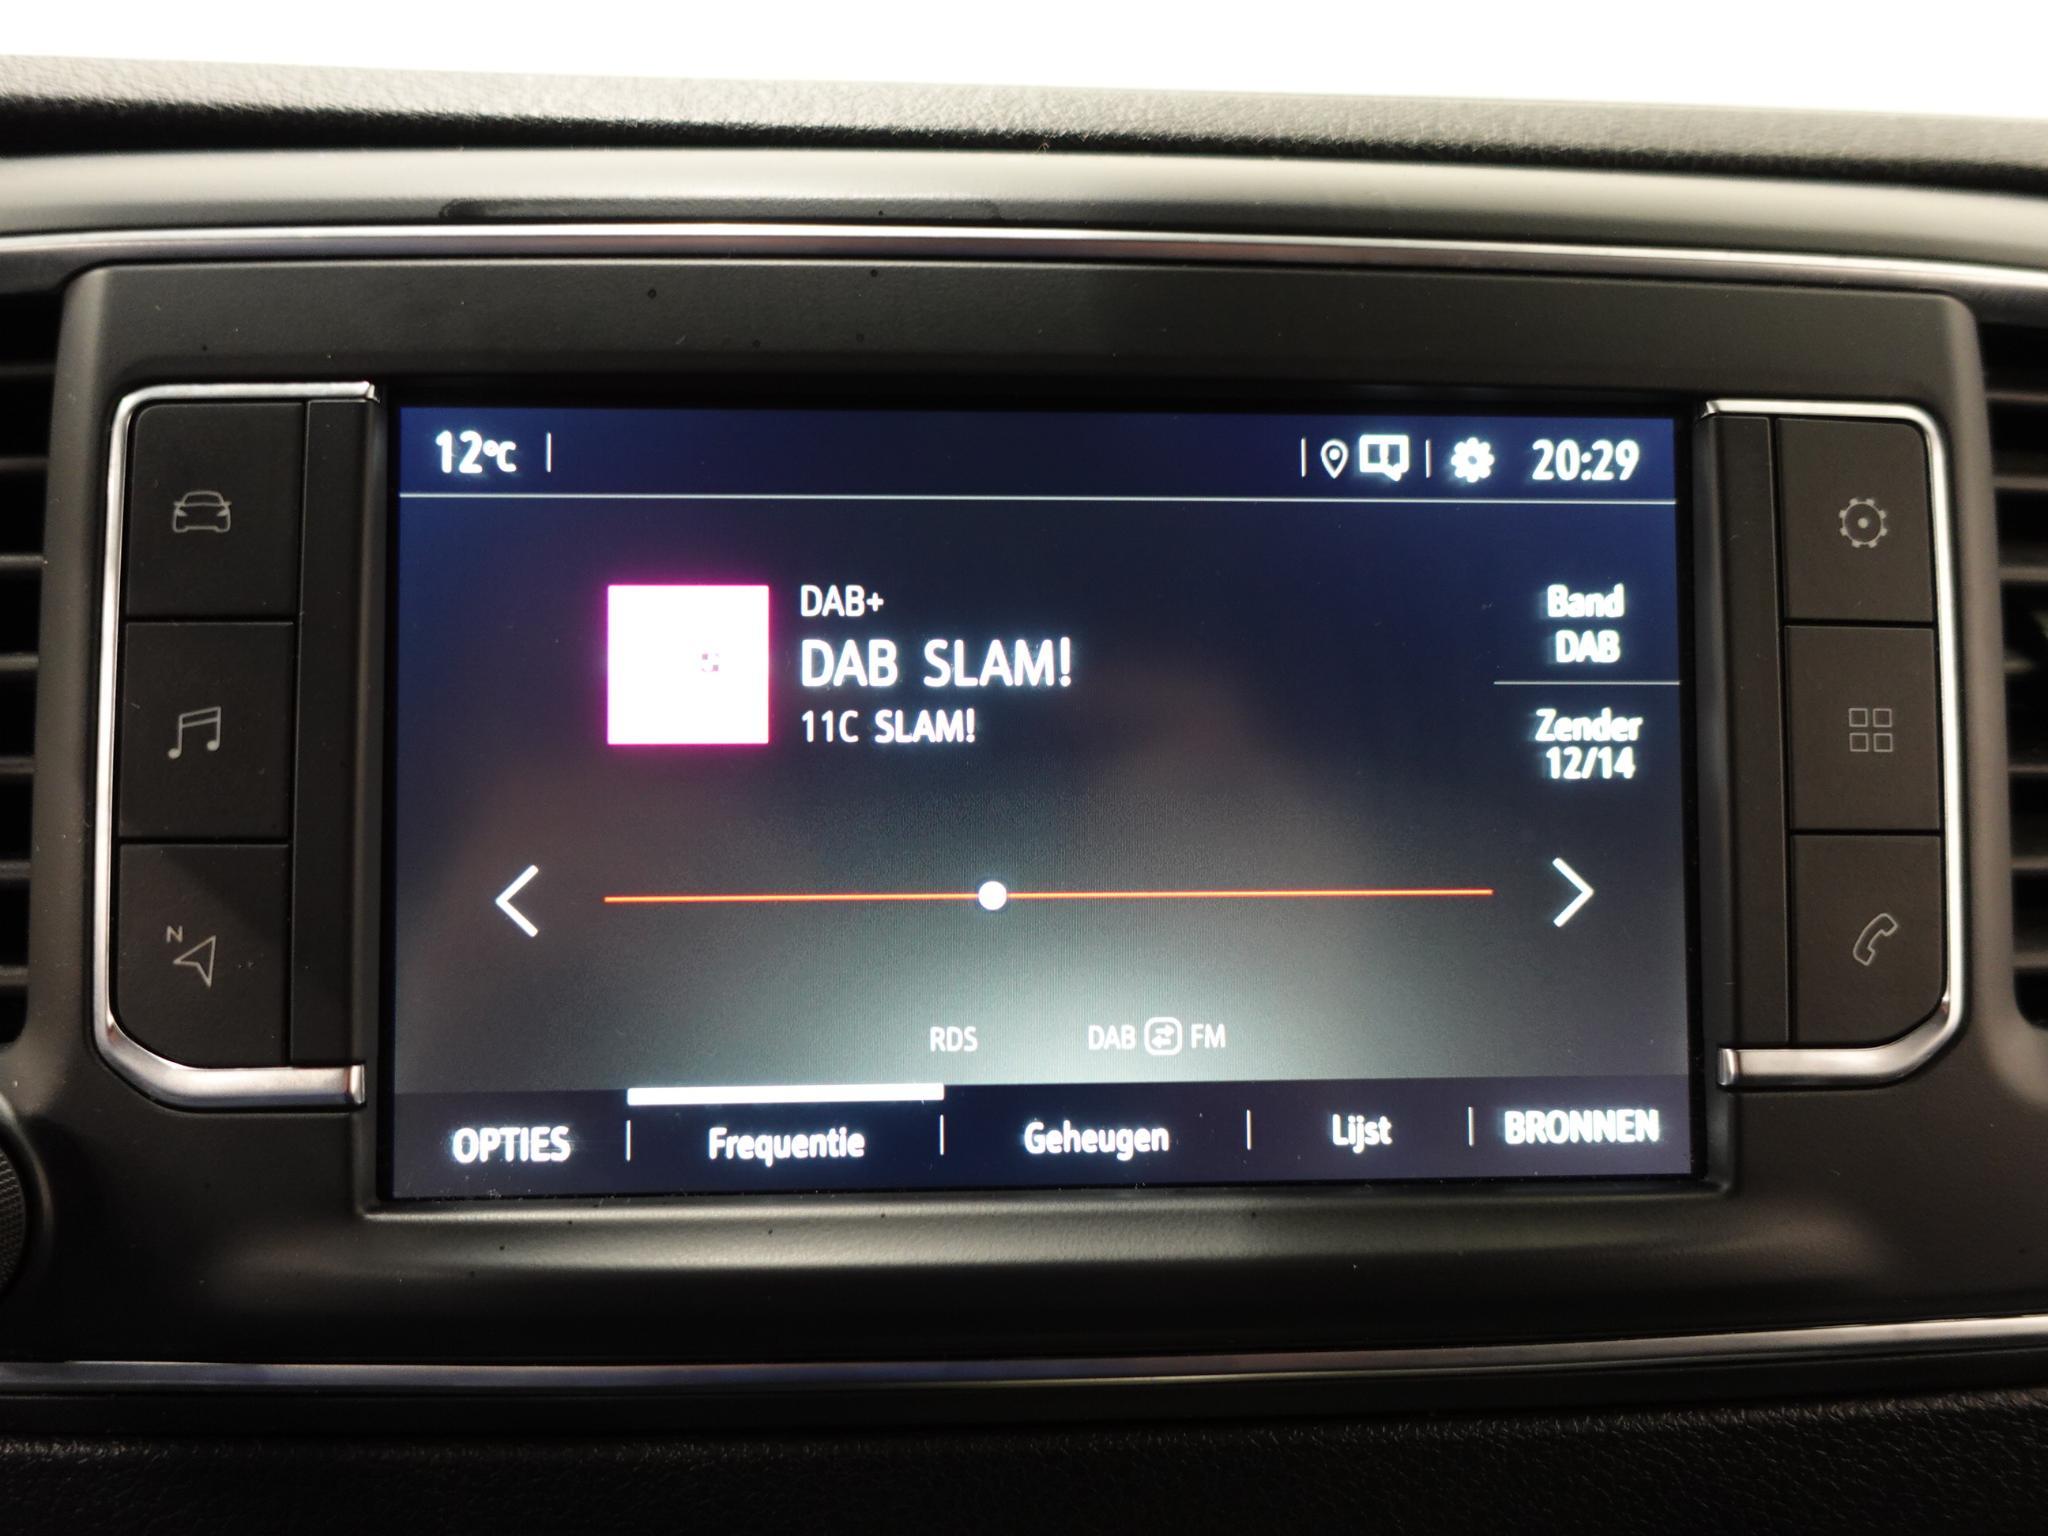 12°C
20:29
DAB+
DAB SLAM!
11C SLAM!
Band
DAB
Zender
12/14
N
RDS
DAB FM
OPTIES
Frequentie
Geheugen
Lijst
BRONNEN